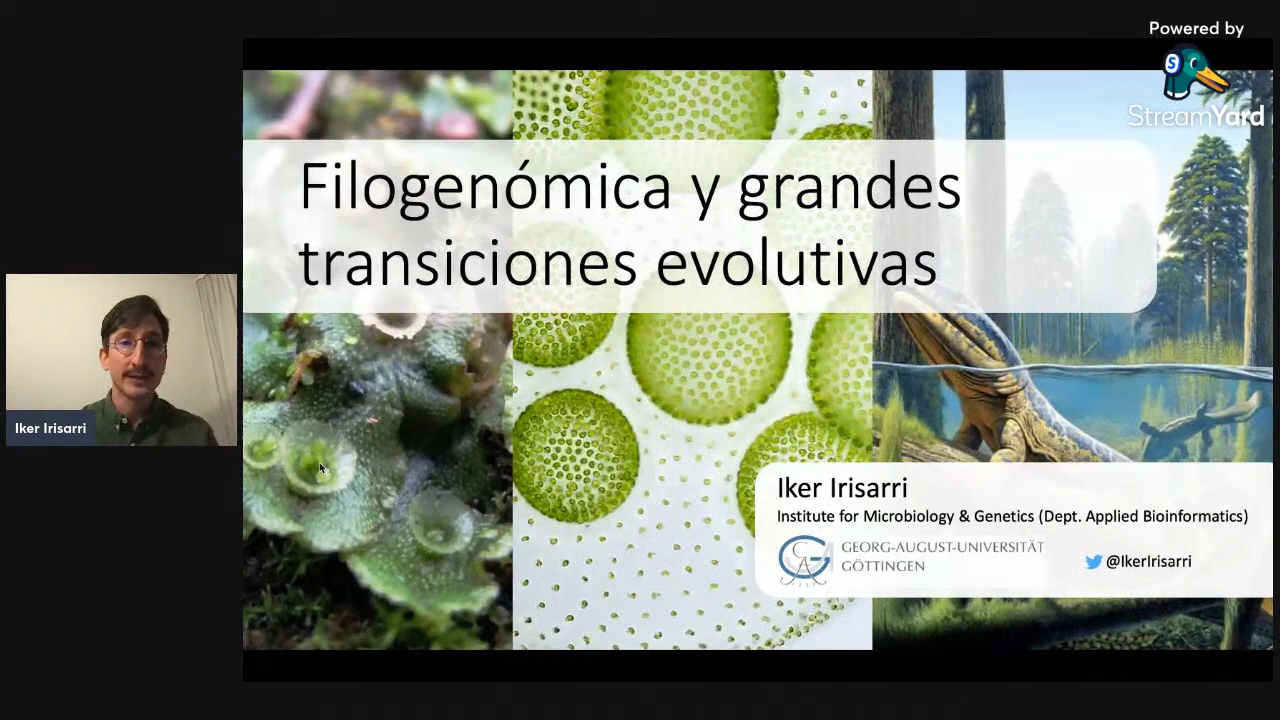 Powered by
StreamYard
Filogenómica y grandes
transiciones evolutivas
Iker Irisarri
Iker Irisarri
Institute for Microbiology & Genetics (Dept. Applied Bioinformatics)
GEORG-AUGUST-UNIVERSITÄT
GÖTTINGEN
@IkerIrisarri